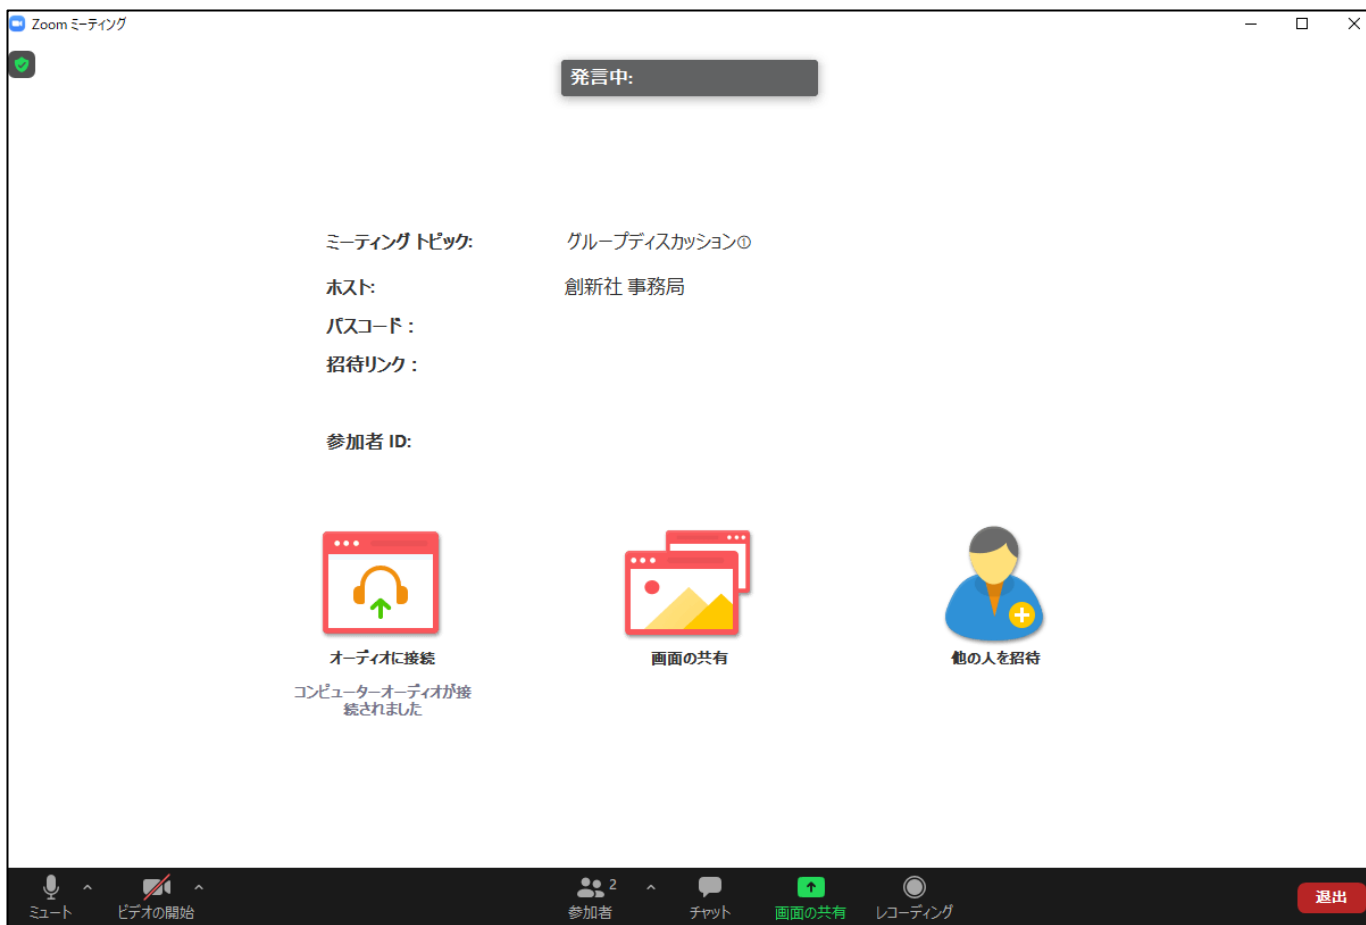 Zoom ミーティング
発言中:
ミーティング トピック: グループディスカッション①
ホスト: 創新社 事務局
パスコード：
招待リンク：
参加者 ID:
オーディオに接続
画面の共有
他の人を招待
コンピューターオーディオが接
続されました
ミュート
ビデオの開始
2
参加者
チャット
画面の共有
レコーディング
退出